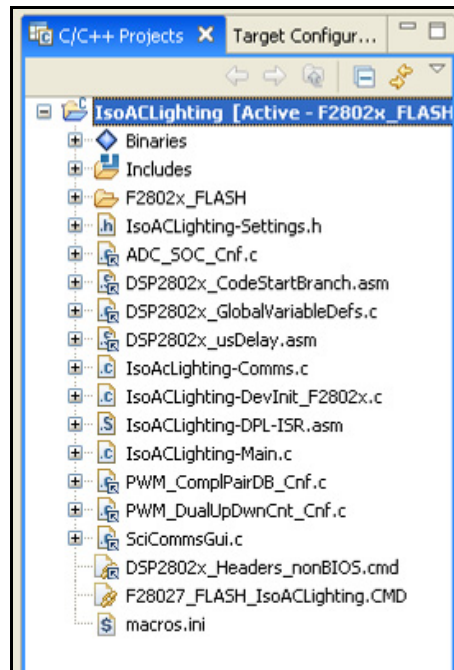 C/C++ Projects Target Configur...
IsoACLighting [Active - F2802x_FLASH
Binaries
Includes
F2802x_FLASH
IsoACLighting-Settings.h
ADC_SOC_Cnf.c
DSP2802x_CodeStartBranch.asm
DSP2802x_GlobalVariableDefs.c
DSP2802x_usDelay.asm
IsoAcLighting-Comms.c
IsoACLighting-DevInit_F2802x.c
IsoACLighting-DPL-ISR.asm
IsoACLighting-Main.c
PWM_ComplPairDB_Cnf.c
PWM_DualUpDwnCnt_Cnf.c
SciCommsGui.c
DSP2802x_Headers_nonBIOS.cmd
F28027_FLASH_IsoACLighting.CMD
macros.ini